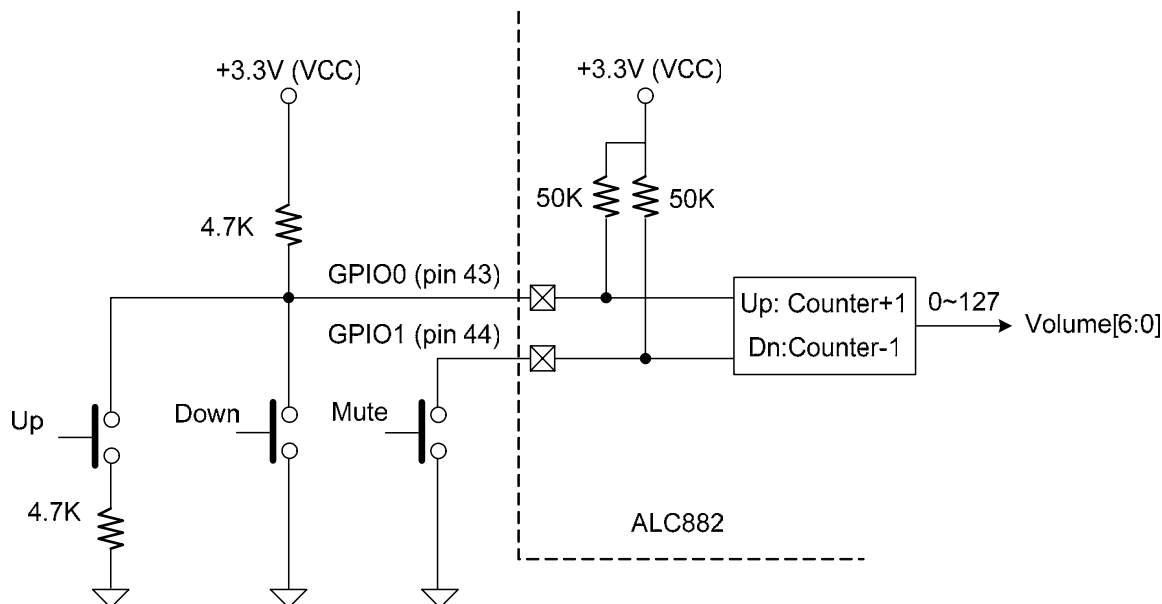 +3.3V (VCC)
+3.3V (VCC)
4.7K
50K
50K
GPIO0 (pin 43)
GPIO1 (pin 44)
Up: Counter+1
Dn:Counter-1
0~127
Volume[6:0]
Up
Down
Mute
4.7K
ALC882